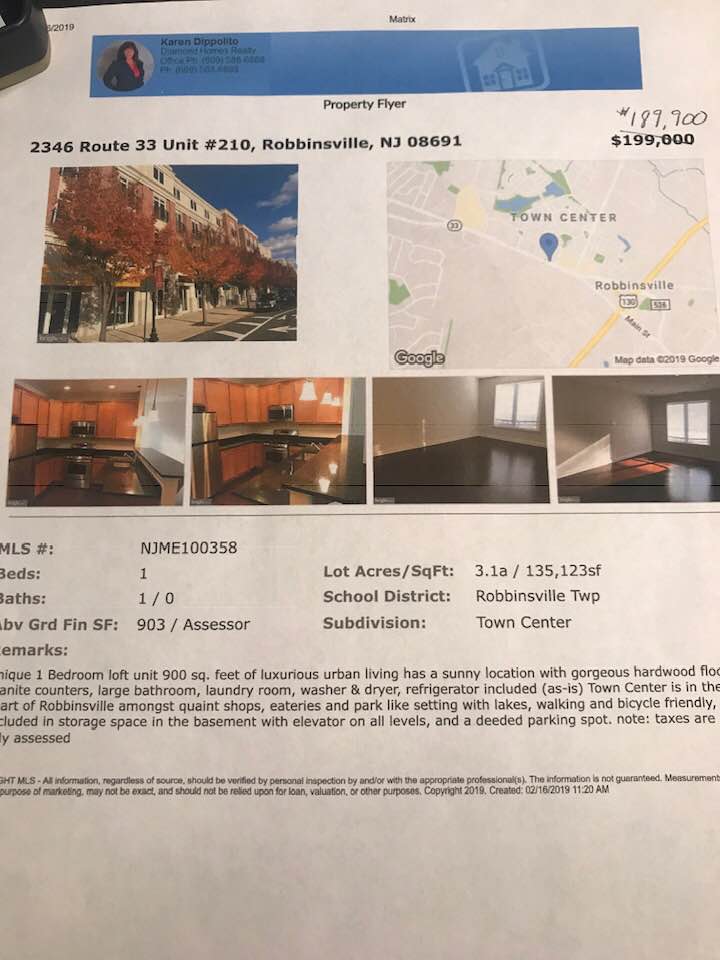 6/2019
Matrix
Karen Dippolito
Diamond Homes Realty
Office Ph: (609) 586-6868
Ph: (609)
Property Flyer
189,900
2346 Route 33 Unit #210, Robbinsville, NJ 08691
$199,000
33
TOWN CENTER
Robbinsville
130
526
Main St
Google
Map data ©2019 Google
MLS #: NJME100358
Beds: 1
Lot Acres/SqFt: 3.1a / 135,123sf
Baths: 1 / 0
School District: Robbinsville Twp
Abv Grd Fin SF: 903 / Assessor
Subdivision: Town Center
emarks:
nique 1 Bedroom loft unit 900 sq. feet of luxurious urban living has a sunny location with gorgeous hardwood floo
anite counters, large bathroom, laundry room, washer & dryer, refrigerator included (as-is) Town Center is in the
art of Robbinsville amongst quaint shops, eateries and park like setting with lakes, walking and bicycle friendly,
cluded in storage space in the basement with elevator on all levels, and a deeded parking spot. note: taxes are
ly assessed
GHT MLS - All information, regardless of source, should be verified by personal inspection by and/or with the appropriate professional(s). The information is not guaranteed. Measurements
purpose of marketing, may not be exact, and should not be relied upon for loan, valuation, or other purposes. Copyright 2019. Created: 02/16/2019 11:20 AM